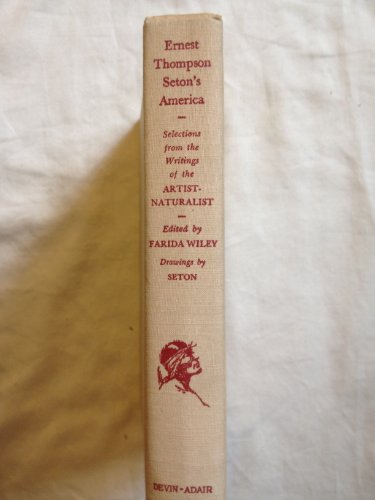 Ernest
Thompson
Seton's
America
Selections
from the
Writings
of the
ARTIST-
NATURALIST
Edited by
FARIDA WILEY
Drawings by
SETON
DEVIN-ADAIR